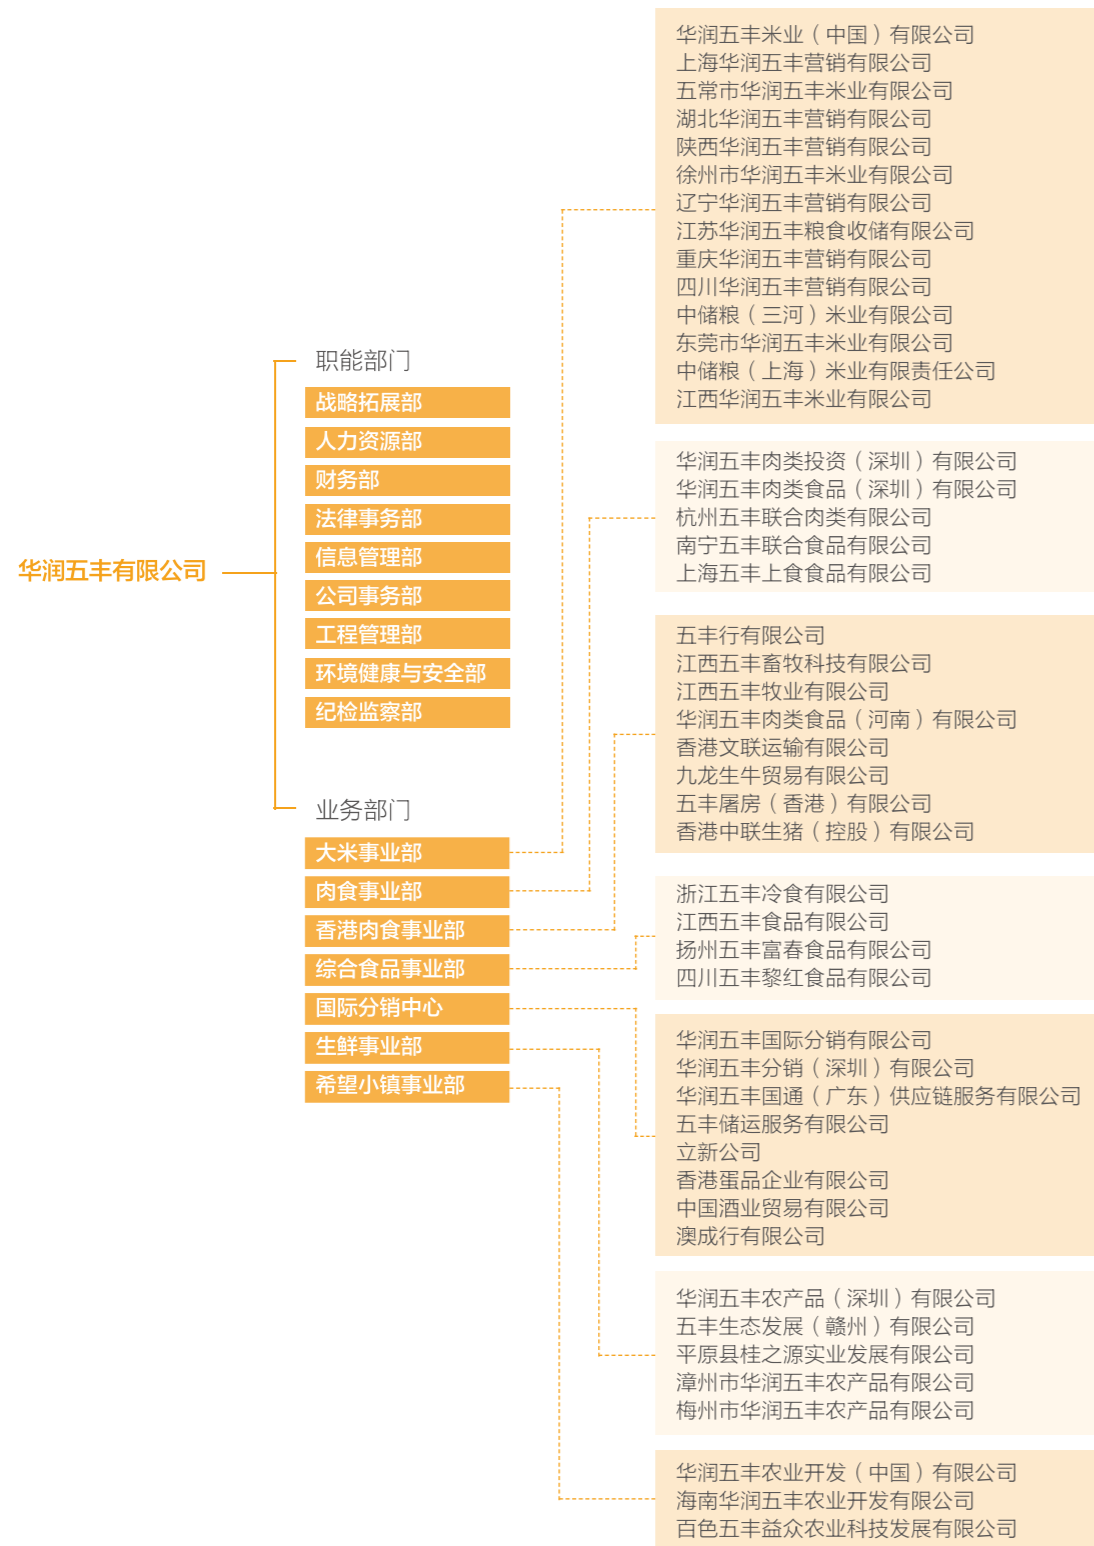 华润五丰有限公司
职能部门
战略拓展部
人力资源部
财务部
法律事务部
信息管理部
公司事务部
工程管理部
环境健康与安全部
纪检监察部
业务部门
大米事业部
肉食事业部
香港肉食事业部
综合食品事业部
国际分销中心
生鲜事业部
希望小镇事业部
华润五丰米业（中国）有限公司
上海华润五丰营销有限公司
五常市华润五丰米业有限公司
湖北华润五丰营销有限公司
陕西华润五丰营销有限公司
徐州市华润五丰米业有限公司
辽宁华润五丰营销有限公司
江苏华润五丰粮食收储有限公司
重庆华润五丰营销有限公司
四川华润五丰营销有限公司
中储粮（三河）米业有限公司
东莞市华润五丰米业有限公司
中储粮（上海）米业有限责任公司
江西华润五丰米业有限公司
华润五丰肉类投资（深圳）有限公司
华润五丰肉类食品（深圳）有限公司
杭州五丰联合肉类有限公司
南宁五丰联合食品有限公司
上海五丰上食食品有限公司
五丰行有限公司
江西五丰畜牧科技有限公司
江西五丰牧业有限公司
华润五丰肉类食品（河南）有限公司
香港文联运输有限公司
九龙生牛贸易有限公司
五丰屠房（香港）有限公司
香港中联生猪（控股）有限公司
浙江五丰冷食有限公司
江西五丰食品有限公司
扬州五丰富春食品有限公司
四川五丰黎红食品有限公司
华润五丰国际分销有限公司
华润五丰分销（深圳）有限公司
华润五丰国通（广东）供应链服务有限公司
五丰储运服务有限公司
立新公司
香港蛋品企业有限公司
中国酒业贸易有限公司
澳成行有限公司
华润五丰农产品（深圳）有限公司
五丰生态发展（赣州）有限公司
平原县桂之源实业发展有限公司
漳州市华润五丰农产品有限公司
梅州市华润五丰农产品有限公司
华润五丰农业开发（中国）有限公司
海南华润五丰农业开发有限公司
百色五丰益众农业科技发展有限公司